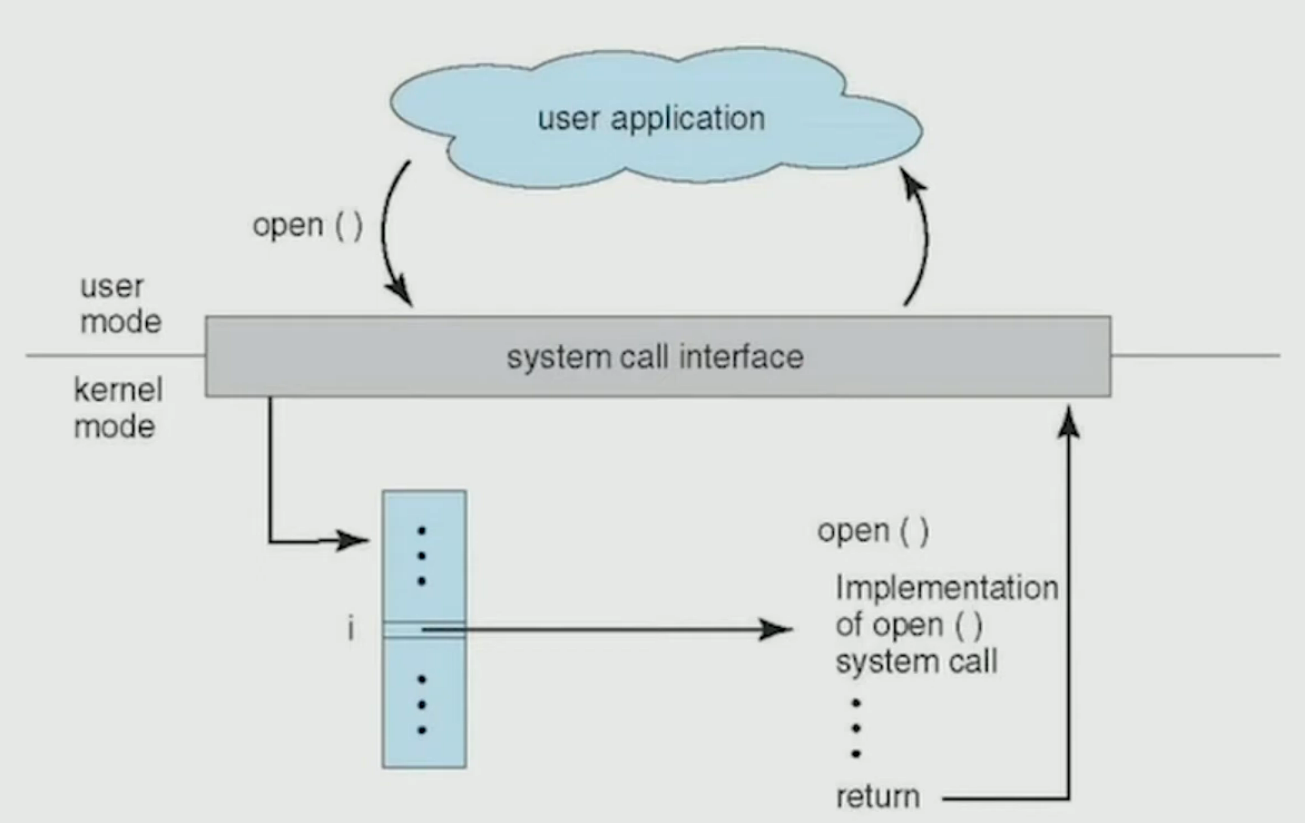 user application
open ( )
user
mode
system call interface
kernel
mode
open ( )
Implementation
of open ( )
system call
i
return